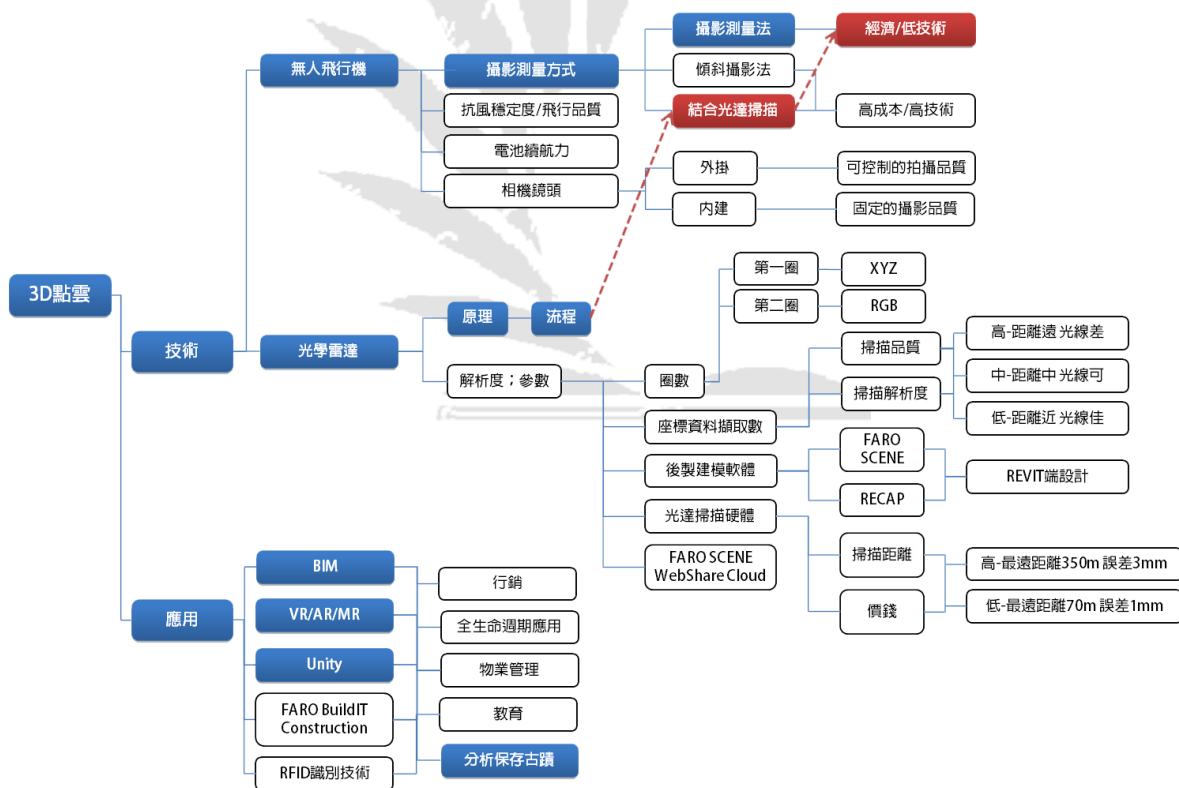 3D點雲
技術
無人飛行機
攝影測量方式
攝影測量法
經濟/低技術
傾斜攝影法
結合光達掃描
高成本/高技術
抗風穩定度/飛行品質
電池續航力
相機鏡頭
外掛
可控制的拍攝品質
內建
固定的攝影品質
光學雷達
原理
流程
解析度；參數
圈數
第一圈
XYZ
第二圈
RGB
座標資料擷取數
掃描品質
掃描解析度
高-距離遠 光線差
中-距離中 光線可
低-距離近 光線佳
後製建模軟體
FARO
SCENE
RECAP
REVIT端設計
光達掃描硬體
掃描距離
價錢
高-最遠距離350m 誤差3mm
低-最遠距離70m 誤差1mm
FARO SCENE
WebShare Cloud
應用
BIM
VR/AR/MR
Unity
FARO BuildIT
Construction
RFID識別技術
行銷
全生命週期應用
物業管理
教育
分析保存古蹟